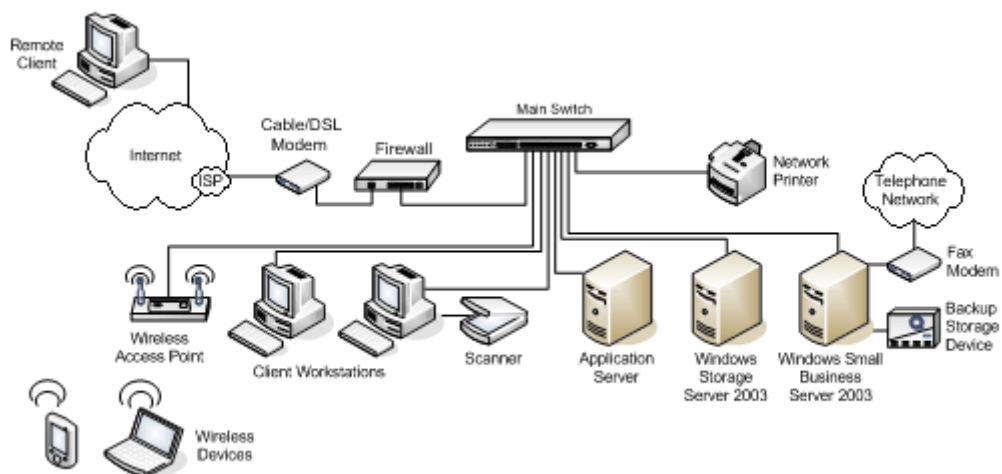 Remote
Client
Internet
ISP
Cable/DSL
Modem
Firewall
Main Switch
Network
Printer
Telephone
Network
Fax
Modem
Backup
Storage
Device
Wireless
Access Point
Client Workstations
Scanner
Application
Server
Windows
Storage
Server 2003
Windows Small
Business
Server 2003
Wireless
Devices